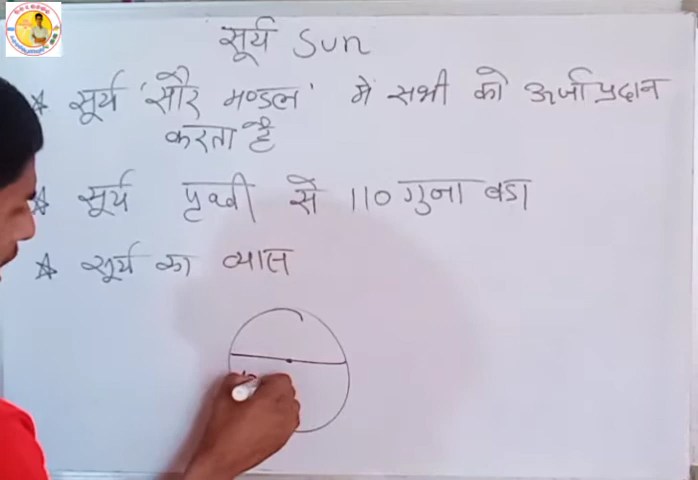 सूर्य Sun
☆ सूर्य 'सौर मण्डल' में सभी को ऊर्जा प्रदान
करता है
☆ सूर्य पृथ्वी से 110 गुना बडा
☆ सूर्य का व्यास